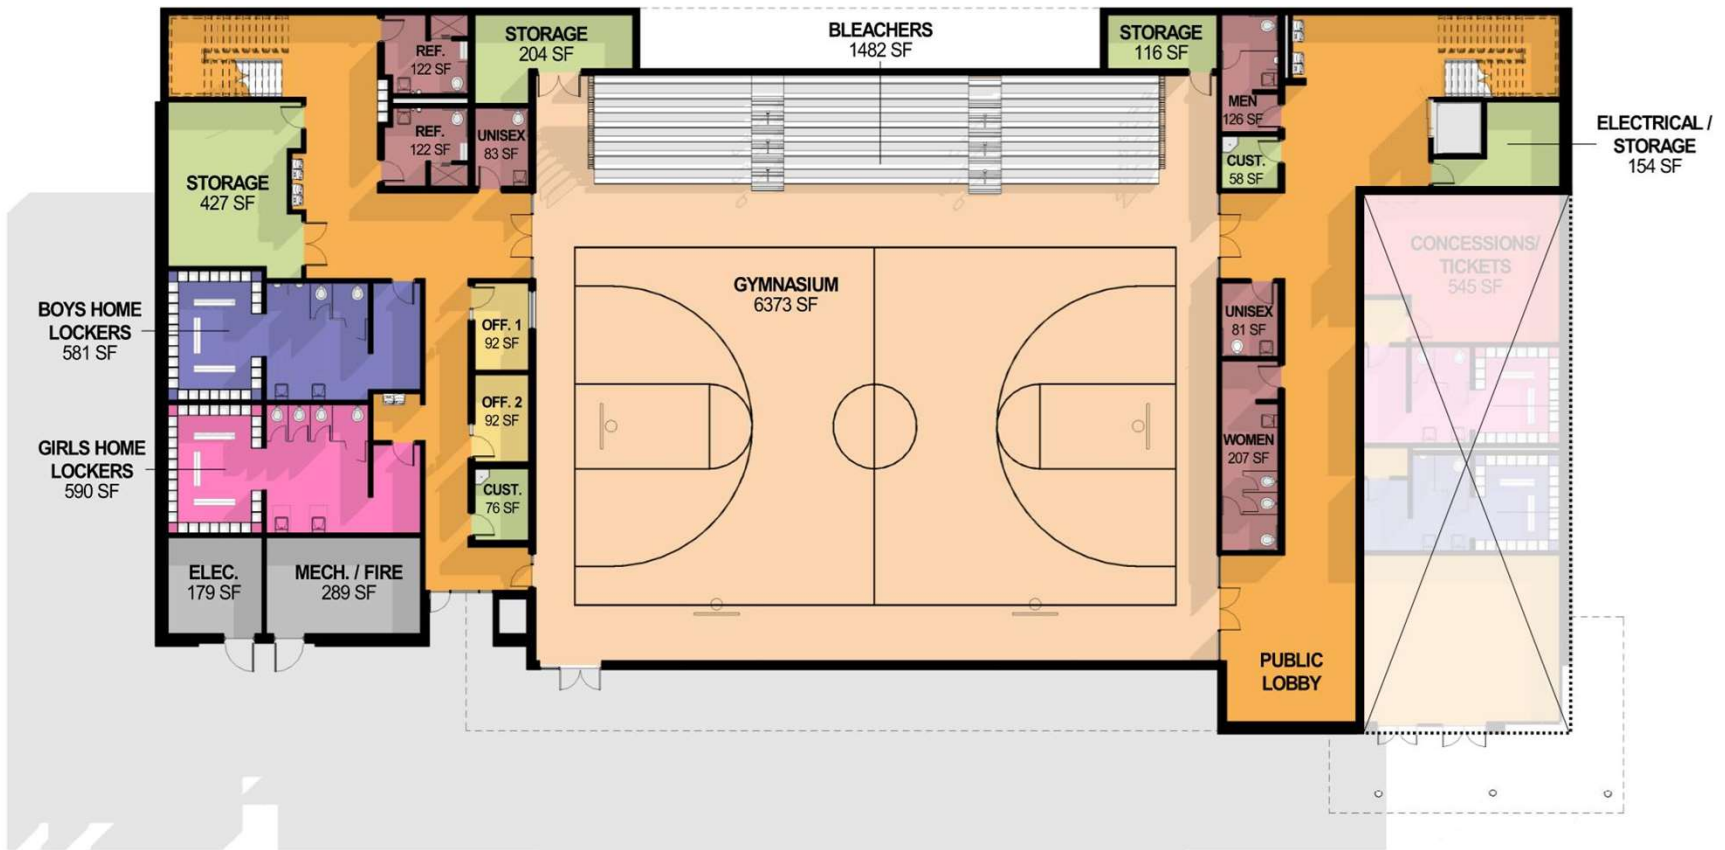 REF.
122 SF
STORAGE
204 SF
BLEACHERS
1482 SF
STORAGE
116 SF
MEN
126 SF
ELECTRICAL /
STORAGE
154 SF
REF.
122 SF
UNISEX
83 SF
CUST.
58 SF
STORAGE
427 SF
CONCESSIONS/
TICKETS
545 SF
GYMNASIUM
6373 SF
BOYS HOME
LOCKERS
581 SF
OFF. 1
92 SF
UNISEX
81 SF
OFF. 2
92 SF
GIRLS HOME
LOCKERS
590 SF
WOMEN
207 SF
CUST.
76 SF
ELEC.
179 SF
MECH. / FIRE
289 SF
PUBLIC
LOBBY